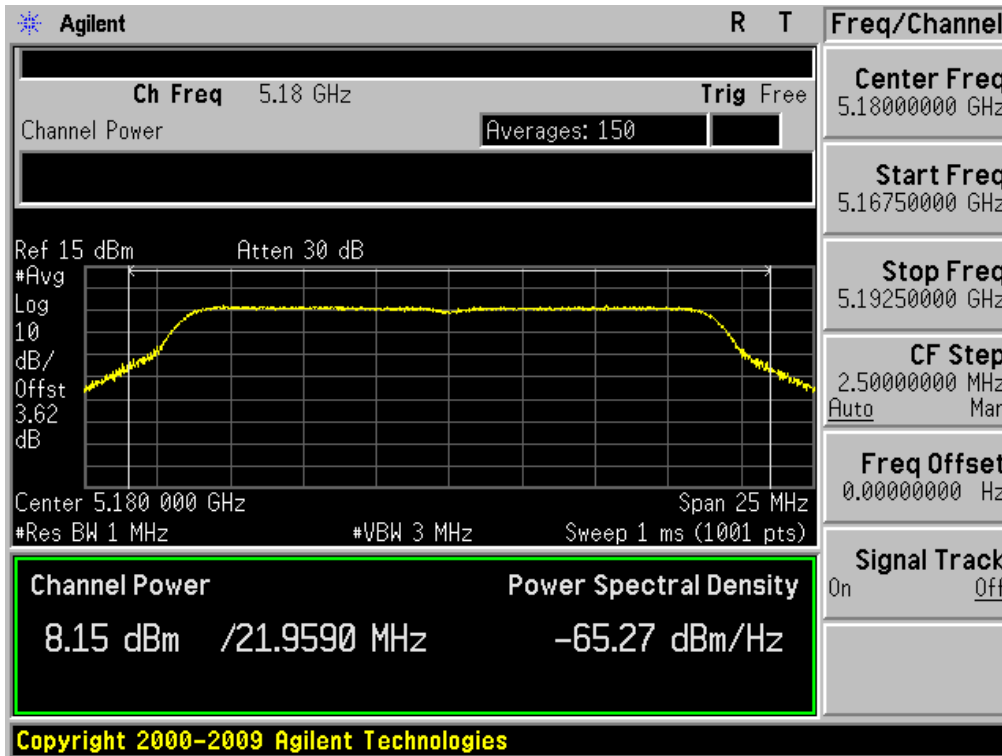 Agilent R T
Ch Freq 5.18 GHz Trig Free
Channel Power Averages: 150
Ref 15 dBm Atten 30 dB
#Avg
Log
10
dB/
Offst
3.62
dB
Center 5.180 000 GHz Span 25 MHz
#Res BW 1 MHz #VBW 3 MHz Sweep 1 ms (1001 pts)
Channel Power Power Spectral Density
8.15 dBm /21.9590 MHz -65.27 dBm/Hz
Copyright 2000-2009 Agilent Technologies
Freq/Channel
Center Freq
5.18000000 GHz
Start Freq
5.16750000 GHz
Stop Freq
5.19250000 GHz
CF Step
2.50000000 MHz
Auto Man
Freq Offset
0.00000000 Hz
Signal Track
On Off